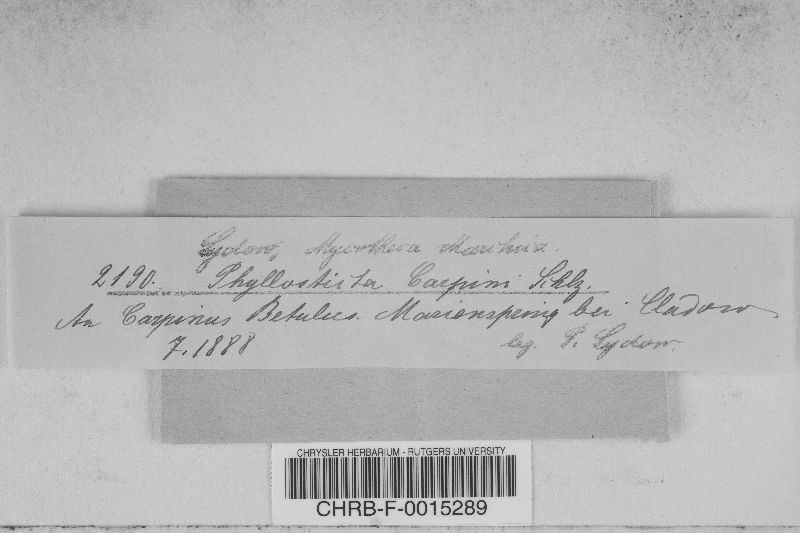 Sydow, Mycotheca Marchica.
2190. Phyllosticta Carpini Schlz.
An Carpinus Betulus. Marienspring bei Cladow
7.1888 leg. P. Sydow.
CHRYSLER HERBARIUM - RUTGERS UNIVERSITY
CHRB-F-0015289